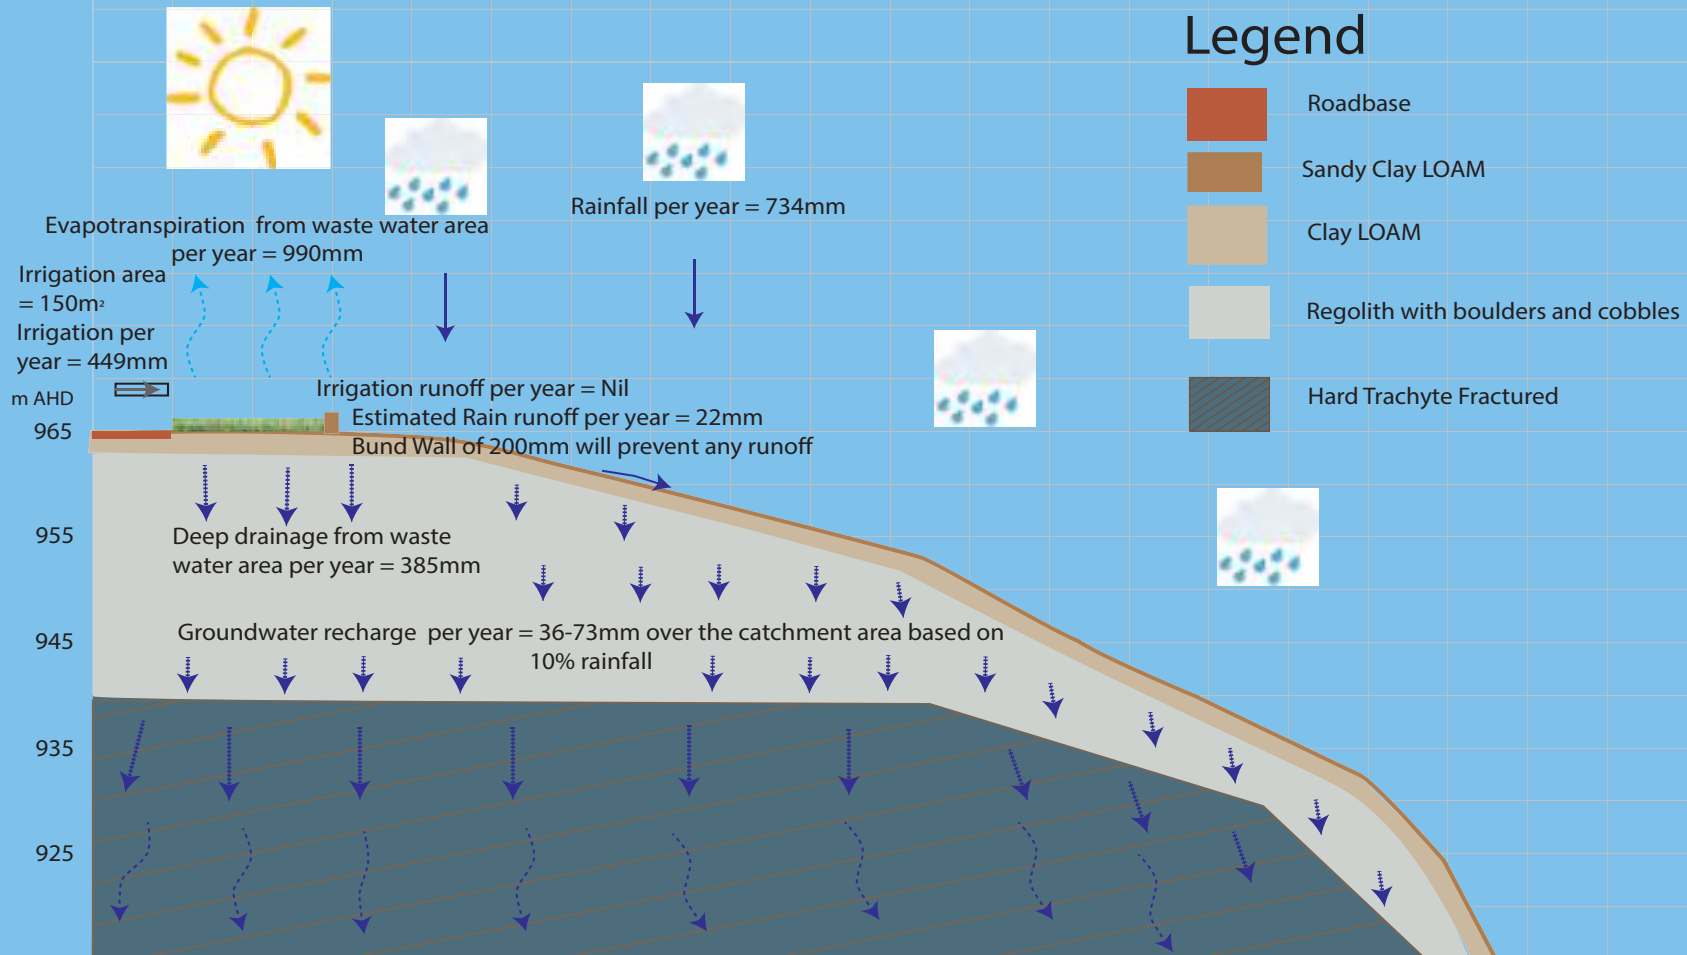 Legend
Roadbase
Sandy Clay LOAM
Clay LOAM
Regolith with boulders and cobbles
Hard Trachyte Fractured
Rainfall per year = 734mm
Evapotranspiration from waste water area
per year = 990mm
Irrigation area
= 150m²
Irrigation per
year = 449mm
m AHD
965
955
945
935
925
Irrigation runoff per year = Nil
Estimated Rain runoff per year = 22mm
Bund Wall of 200mm will prevent any runoff
Deep drainage from waste
water area per year = 385mm
Groundwater recharge per year = 36-73mm over the catchment area based on
10% rainfall